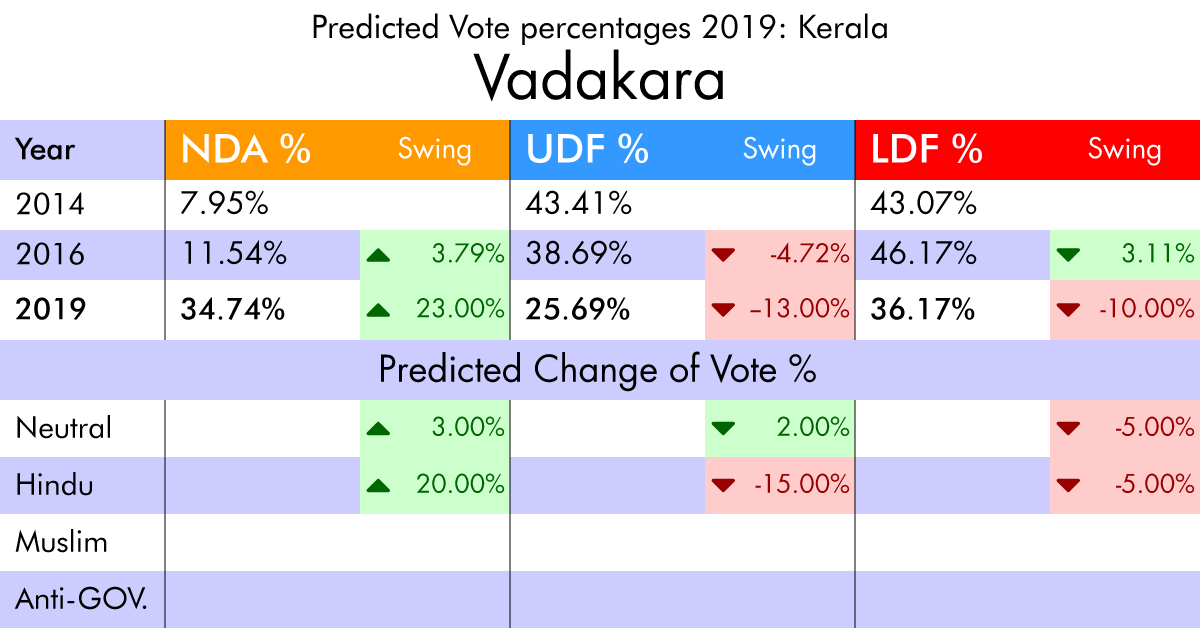 Predicted Vote percentages 2019: Kerala
Vadakara
Year NDA % Swing UDF % Swing LDF % Swing
2014 7.95% 43.41% 43.07%
2016 11.54% ▲ 3.79% 38.69% ▼ -4.72% 46.17% ▼ 3.11%
2019 34.74% ▲ 23.00% 25.69% ▼ –13.00% 36.17% ▼ -10.00%
Predicted Change of Vote %
Neutral ▲ 3.00% ▼ 2.00% ▼ -5.00%
Hindu ▲ 20.00% ▼ -15.00% ▼ -5.00%
Muslim
Anti-GOV.